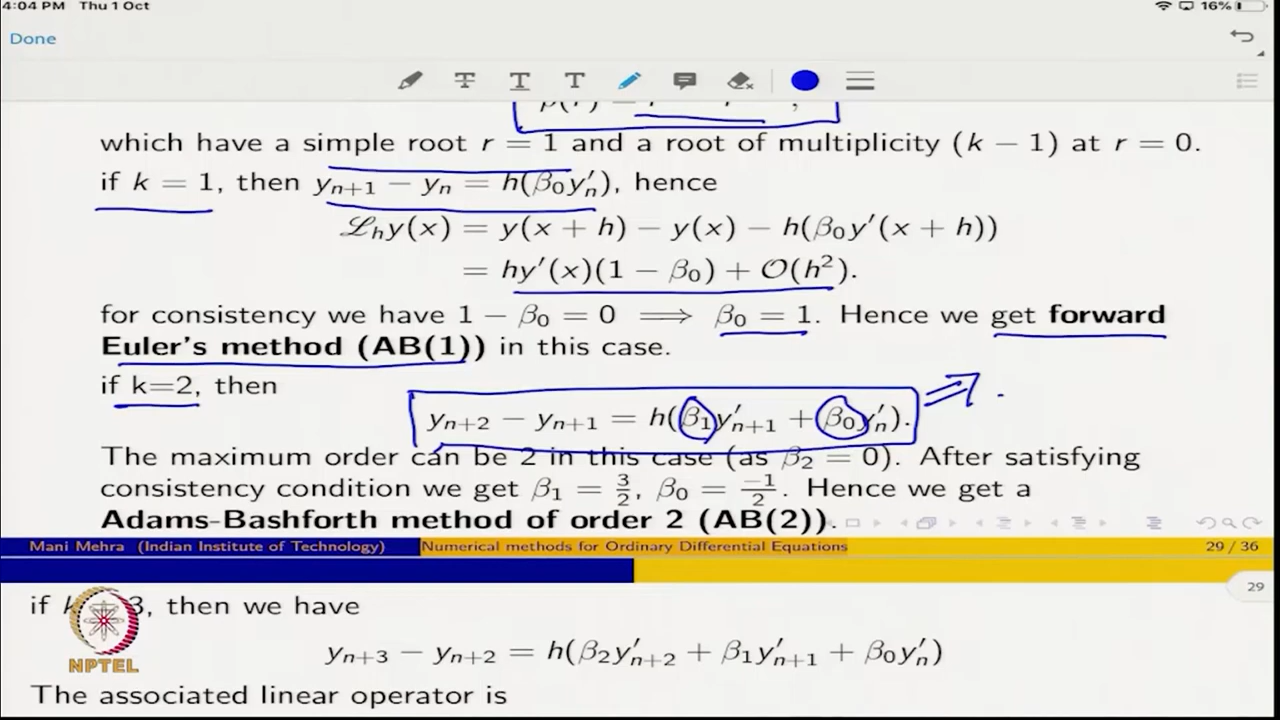 4:04 PM Thu 1 Oct
16%
Done
which have a simple root r = 1 and a root of multiplicity (k − 1) at r = 0.
if k = 1, then yₙ₊₁ − yₙ = h(β₀y′ₙ), hence
ℒₕy(x) = y(x + h) − y(x) − h(β₀y′(x + h))
= hy′(x)(1 − β₀) + 𝒪(h²).
for consistency we have 1 − β₀ = 0 ⟹ β₀ = 1. Hence we get forward
Euler's method (AB(1)) in this case.
if k=2, then
yₙ₊₂ − yₙ₊₁ = h(β₁y′ₙ₊₁ + β₀y′ₙ).
The maximum order can be 2 in this case (as β₂ = 0). After satisfying
consistency condition we get β₁ = 3/2, β₀ = −1/2. Hence we get a
Adams-Bashforth method of order 2 (AB(2)).
Mani Mehra (Indian Institute of Technology) Numerical methods for Ordinary Differential Equations 29 / 36
29
if k 3, then we have
yₙ₊₃ − yₙ₊₂ = h(β₂y′ₙ₊₂ + β₁y′ₙ₊₁ + β₀y′ₙ)
NPTEL
The associated linear operator is